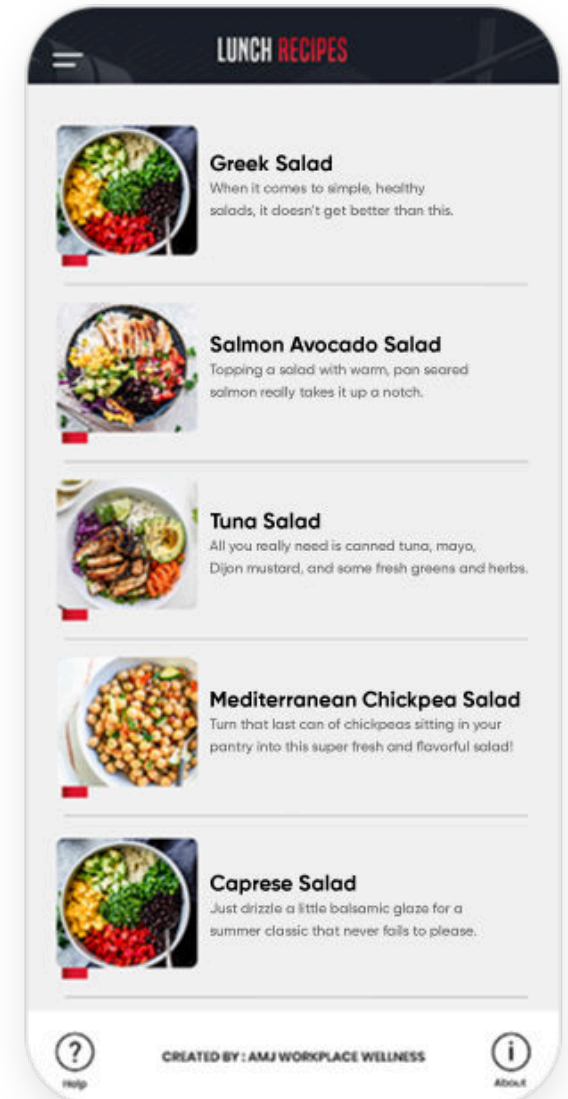 LUNCH RECIPES
Greek Salad
When it comes to simple, healthy
salads, it doesn't get better than this.
Salmon Avocado Salad
Topping a salad with warm, pan seared
salmon really takes it up a notch.
Tuna Salad
All you really need is canned tuna, mayo,
Dijon mustard, and some fresh greens and herbs.
Mediterranean Chickpea Salad
Turn that last can of chickpeas sitting in your
pantry into this super fresh and flavorful salad!
Caprese Salad
Just drizzle a little balsamic glaze for a
summer classic that never fails to please.
CREATED BY : AMJ WORKPLACE WELLNESS
Help
About